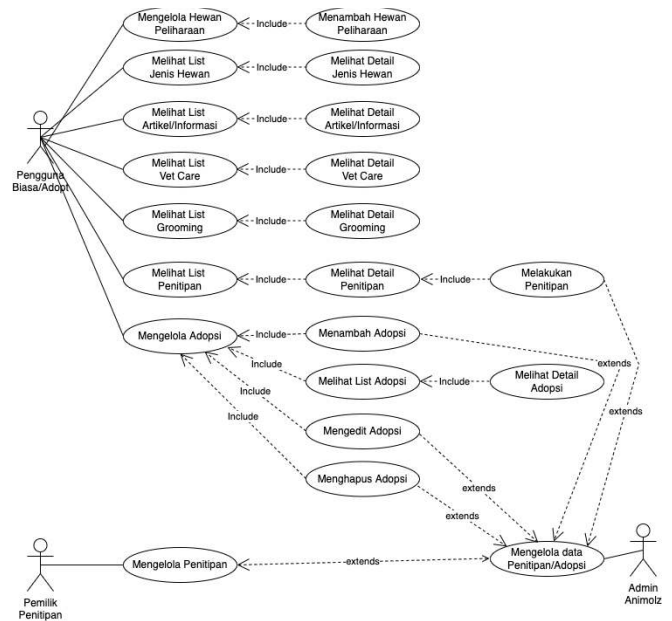 Mengelola Hewan
Peliharaan
Include
Menambah Hewan
Peliharaan
Melihat List
Jenis Hewan
Include
Melihat Detail
Jenis Hewan
Melihat List
Artikel/Informasi
Include
Melihat Detail
Artikel/Informasi
Pengguna
Biasa/Adopt
Melihat List
Vet Care
Include
Melihat Detail
Vet Care
Melihat List
Grooming
Include
Melihat Detail
Grooming
Melihat List
Penitipan
Include
Melihat Detail
Penitipan
Include
Melakukan
Penitipan
Mengelola Adopsi
Include
Menambah Adopsi
extends
Include
Melihat List Adopsi
Include
Melihat Detail
Adopsi
Include
Include
Mengedit Adopsi
extends
Menghapus Adopsi
extends
extends
Pemilik
Penitipan
Mengelola Penitipan
extends
Mengelola data
Penitipan/Adopsi
Admin
Animolz